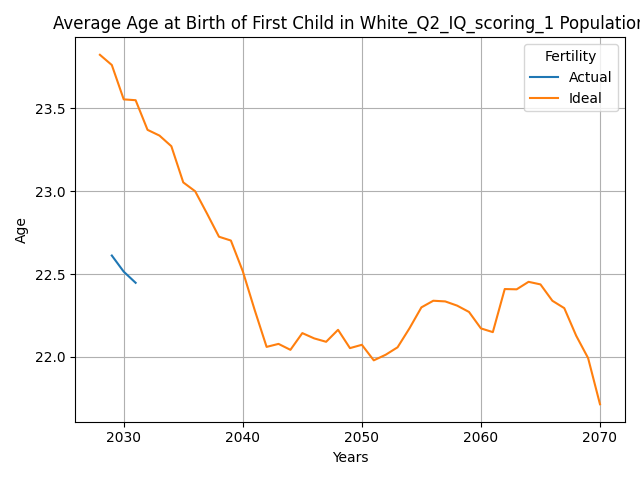 Average Age at Birth of First Child in White_Q2_IQ_scoring_1 Population
Fertility
Actual
Ideal
23.5
23.0
22.5
22.0
Age
2030 2040 2050 2060 2070
Years